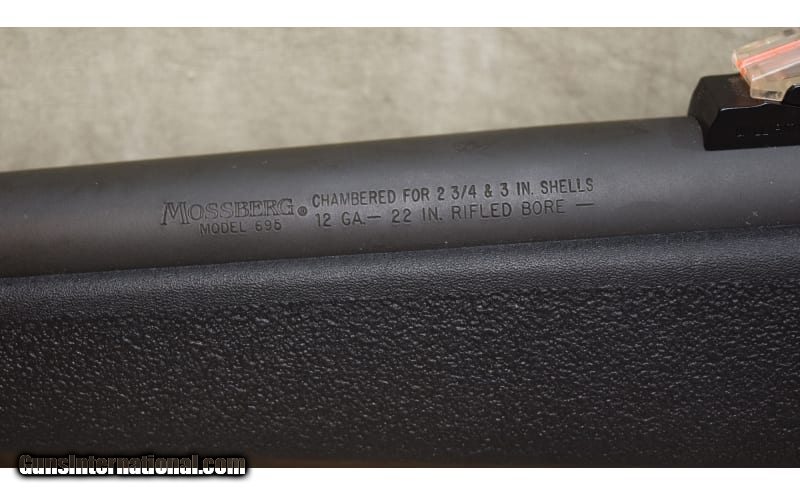 MOSSBERG® CHAMBERED FOR 2 3/4 & 3 IN. SHELLS
MODEL 695 12 GA.— 22 IN. RIFLED BORE —
GunsInternational.com